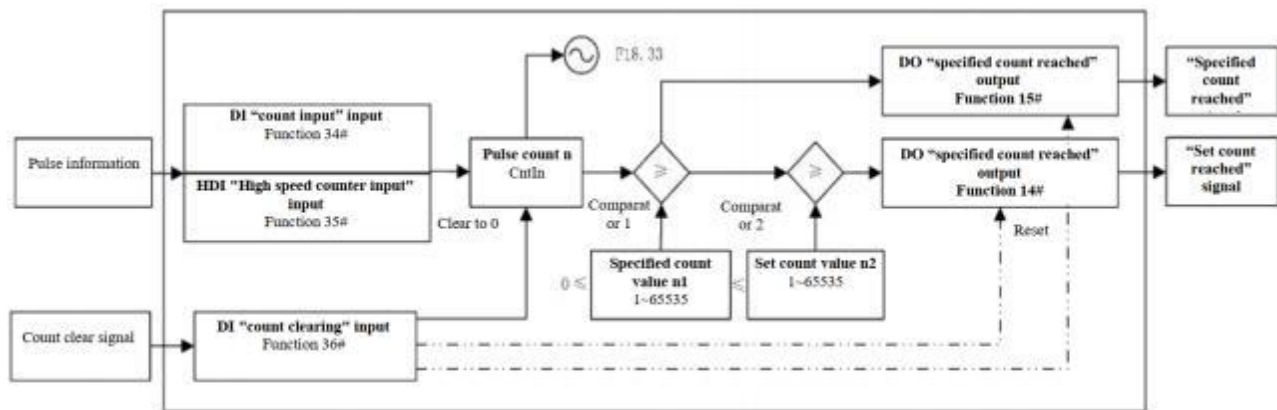 F18. 33
DO “specified count reached”
output
Function 15#
“Specified
count
reached”
DI “count input” input
Function 34#
Pulse information
HDI "High speed counter input"
input
Function 35#
Pulse count n
CntIn
⩾
⩾
DO “specified count reached”
output
Function 14#
“Set count
reached”
signal
Clear to 0
Comparat
or 1
Comparat
or 2
Reset
0 ⩽
Specified count
value n1
1~65535
⩽
Set count value n2
1~65535
Count clear signal
DI “count clearing” input
Function 36#